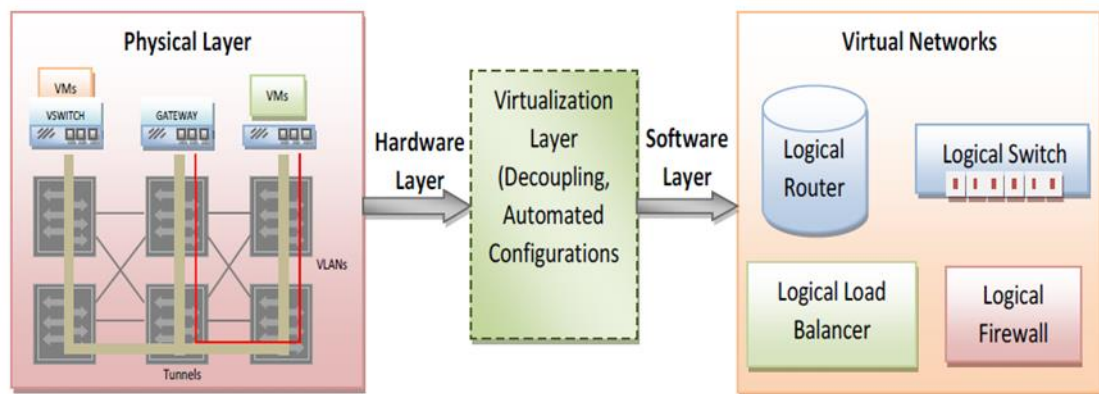 Physical Layer
VMs
VSWITCH
GATEWAY
VMs
VLANs
Tunnels
Hardware
Layer
Virtualization
Layer
(Decoupling,
Automated
Configurations
Software
Layer
Virtual Networks
Logical
Router
Logical Switch
Logical Load
Balancer
Logical
Firewall